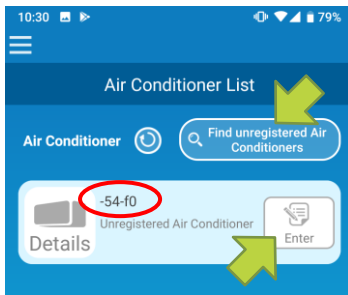 10:30 79%
Air Conditioner List
Air Conditioner
Find unregistered Air
Conditioners
-54-f0
Unregistered Air Conditioner
Details
Enter